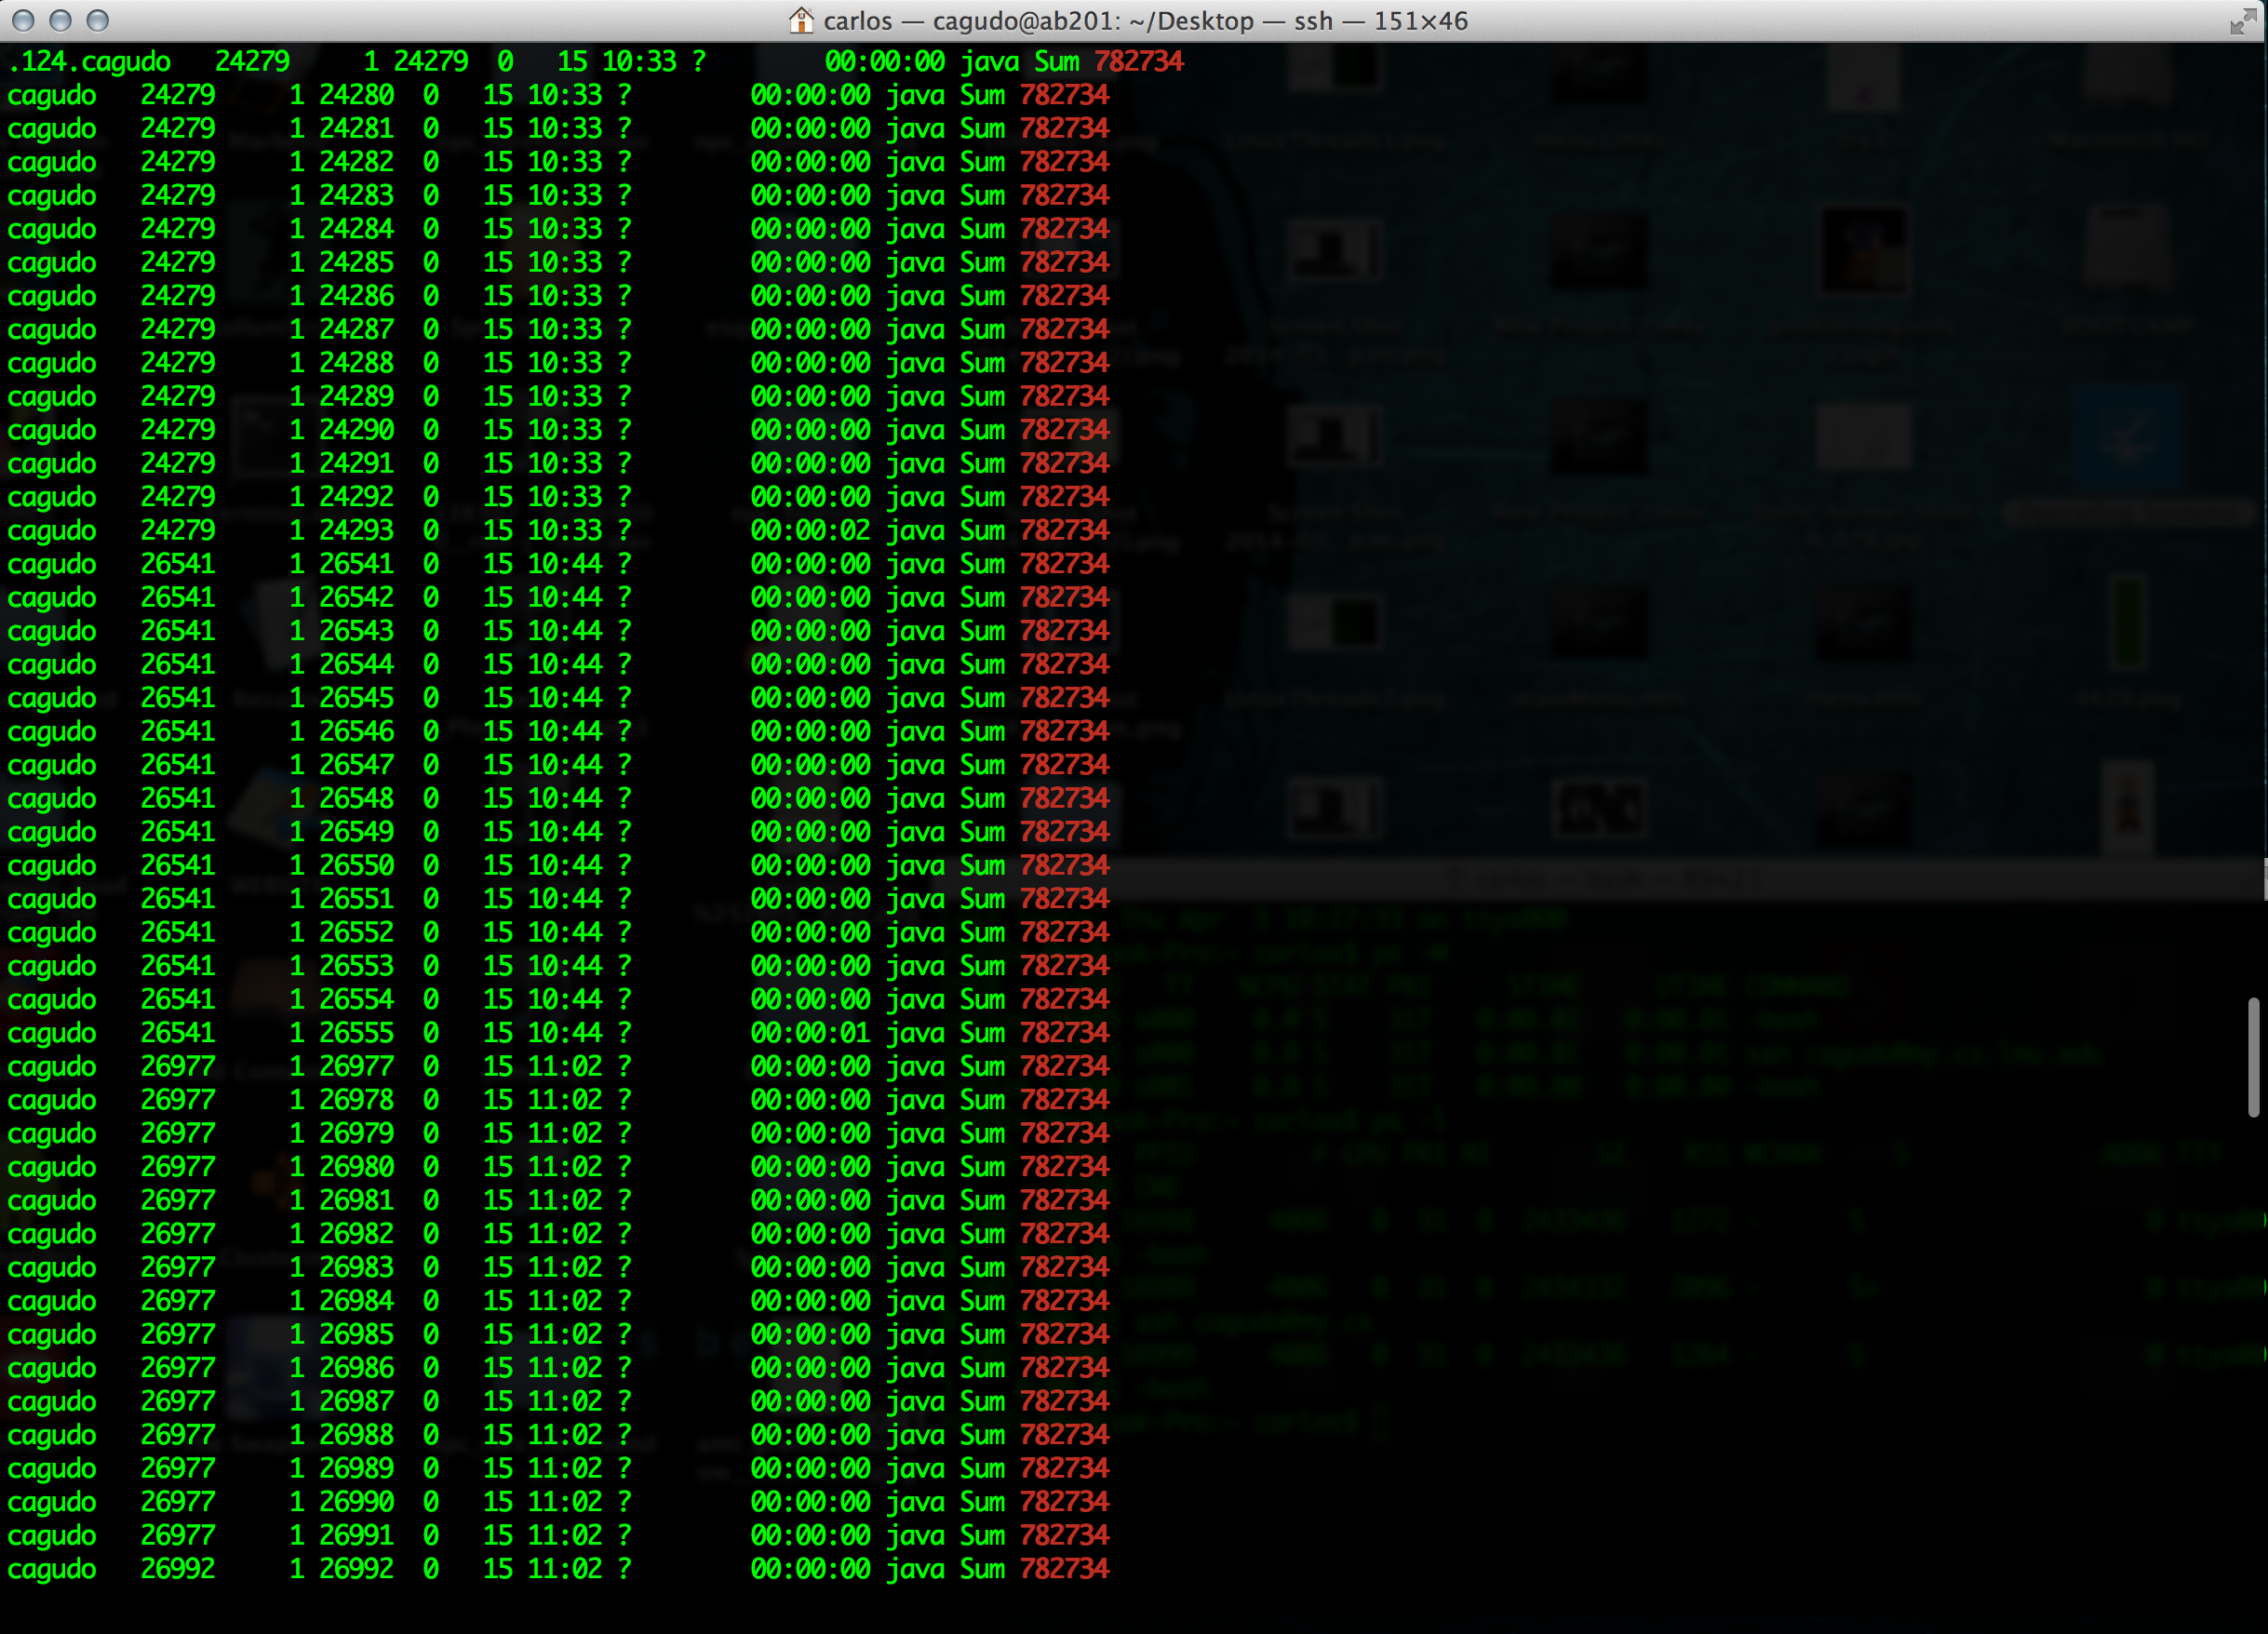 carlos — cagudo@ab201: ~/Desktop — ssh — 151×46
.124.cagudo   24279     1 24279  0   15 10:33 ?        00:00:00 java Sum 782734
cagudo   24279     1 24280  0   15 10:33 ?        00:00:00 java Sum 782734
cagudo   24279     1 24281  0   15 10:33 ?        00:00:00 java Sum 782734
cagudo   24279     1 24282  0   15 10:33 ?        00:00:00 java Sum 782734
cagudo   24279     1 24283  0   15 10:33 ?        00:00:00 java Sum 782734
cagudo   24279     1 24284  0   15 10:33 ?        00:00:00 java Sum 782734
cagudo   24279     1 24285  0   15 10:33 ?        00:00:00 java Sum 782734
cagudo   24279     1 24286  0   15 10:33 ?        00:00:00 java Sum 782734
cagudo   24279     1 24287  0   15 10:33 ?        00:00:00 java Sum 782734
cagudo   24279     1 24288  0   15 10:33 ?        00:00:00 java Sum 782734
cagudo   24279     1 24289  0   15 10:33 ?        00:00:00 java Sum 782734
cagudo   24279     1 24290  0   15 10:33 ?        00:00:00 java Sum 782734
cagudo   24279     1 24291  0   15 10:33 ?        00:00:00 java Sum 782734
cagudo   24279     1 24292  0   15 10:33 ?        00:00:00 java Sum 782734
cagudo   24279     1 24293  0   15 10:33 ?        00:00:02 java Sum 782734
cagudo   26541     1 26541  0   15 10:44 ?        00:00:00 java Sum 782734
cagudo   26541     1 26542  0   15 10:44 ?        00:00:00 java Sum 782734
cagudo   26541     1 26543  0   15 10:44 ?        00:00:00 java Sum 782734
cagudo   26541     1 26544  0   15 10:44 ?        00:00:00 java Sum 782734
cagudo   26541     1 26545  0   15 10:44 ?        00:00:00 java Sum 782734
cagudo   26541     1 26546  0   15 10:44 ?        00:00:00 java Sum 782734
cagudo   26541     1 26547  0   15 10:44 ?        00:00:00 java Sum 782734
cagudo   26541     1 26548  0   15 10:44 ?        00:00:00 java Sum 782734
cagudo   26541     1 26549  0   15 10:44 ?        00:00:00 java Sum 782734
cagudo   26541     1 26550  0   15 10:44 ?        00:00:00 java Sum 782734
cagudo   26541     1 26551  0   15 10:44 ?        00:00:00 java Sum 782734
cagudo   26541     1 26552  0   15 10:44 ?        00:00:00 java Sum 782734
cagudo   26541     1 26553  0   15 10:44 ?        00:00:00 java Sum 782734
cagudo   26541     1 26554  0   15 10:44 ?        00:00:00 java Sum 782734
cagudo   26541     1 26555  0   15 10:44 ?        00:00:01 java Sum 782734
cagudo   26977     1 26977  0   15 11:02 ?        00:00:00 java Sum 782734
cagudo   26977     1 26978  0   15 11:02 ?        00:00:00 java Sum 782734
cagudo   26977     1 26979  0   15 11:02 ?        00:00:00 java Sum 782734
cagudo   26977     1 26980  0   15 11:02 ?        00:00:00 java Sum 782734
cagudo   26977     1 26981  0   15 11:02 ?        00:00:00 java Sum 782734
cagudo   26977     1 26982  0   15 11:02 ?        00:00:00 java Sum 782734
cagudo   26977     1 26983  0   15 11:02 ?        00:00:00 java Sum 782734
cagudo   26977     1 26984  0   15 11:02 ?        00:00:00 java Sum 782734
cagudo   26977     1 26985  0   15 11:02 ?        00:00:00 java Sum 782734
cagudo   26977     1 26986  0   15 11:02 ?        00:00:00 java Sum 782734
cagudo   26977     1 26987  0   15 11:02 ?        00:00:00 java Sum 782734
cagudo   26977     1 26988  0   15 11:02 ?        00:00:00 java Sum 782734
cagudo   26977     1 26989  0   15 11:02 ?        00:00:00 java Sum 782734
cagudo   26977     1 26990  0   15 11:02 ?        00:00:00 java Sum 782734
cagudo   26977     1 26991  0   15 11:02 ?        00:00:00 java Sum 782734
cagudo   26992     1 26992  0   15 11:02 ?        00:00:00 java Sum 782734